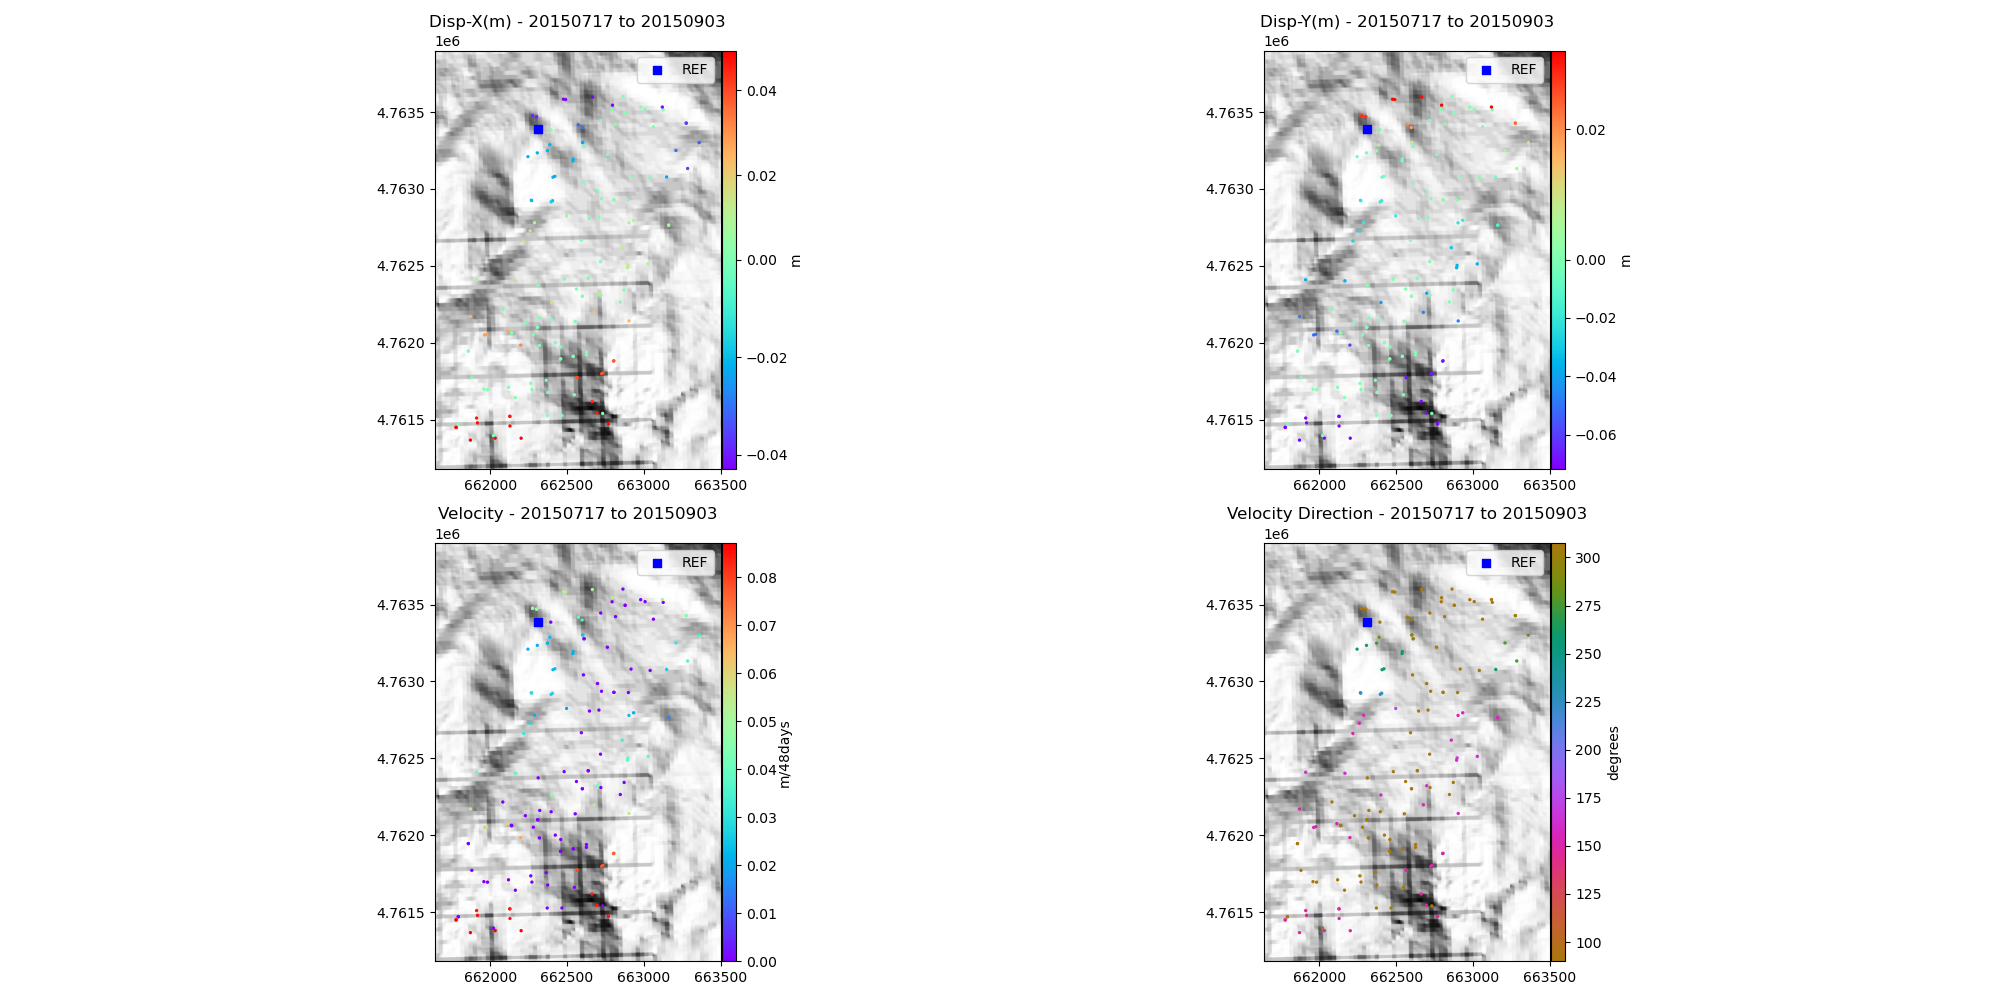 Disp-X(m) - 20150717 to 20150903
1e6
REF
4.7635
4.7630
4.7625
4.7620
4.7615
662000 662500 663000 663500
0.04
0.02
0.00
−0.02
−0.04
m
Disp-Y(m) - 20150717 to 20150903
1e6
REF
4.7635
4.7630
4.7625
4.7620
4.7615
662000 662500 663000 663500
0.02
0.00
−0.02
−0.04
−0.06
m
Velocity - 20150717 to 20150903
1e6
REF
4.7635
4.7630
4.7625
4.7620
4.7615
662000 662500 663000 663500
0.08
0.07
0.06
0.05
0.04
0.03
0.02
0.01
0.00
m/48days
Velocity Direction - 20150717 to 20150903
1e6
REF
4.7635
4.7630
4.7625
4.7620
4.7615
662000 662500 663000 663500
300
275
250
225
200
175
150
125
100
degrees